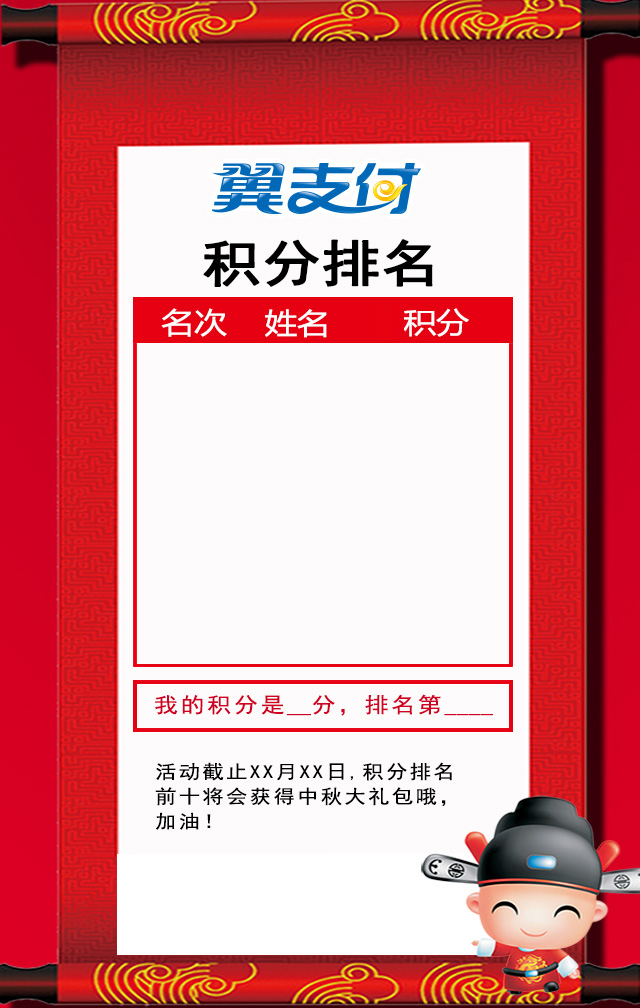 翼支付
积分排名
名次 姓名 积分
我的积分是__分，排名第____
活动截止XX月XX日,积分排名
前十将会获得中秋大礼包哦，
加油！